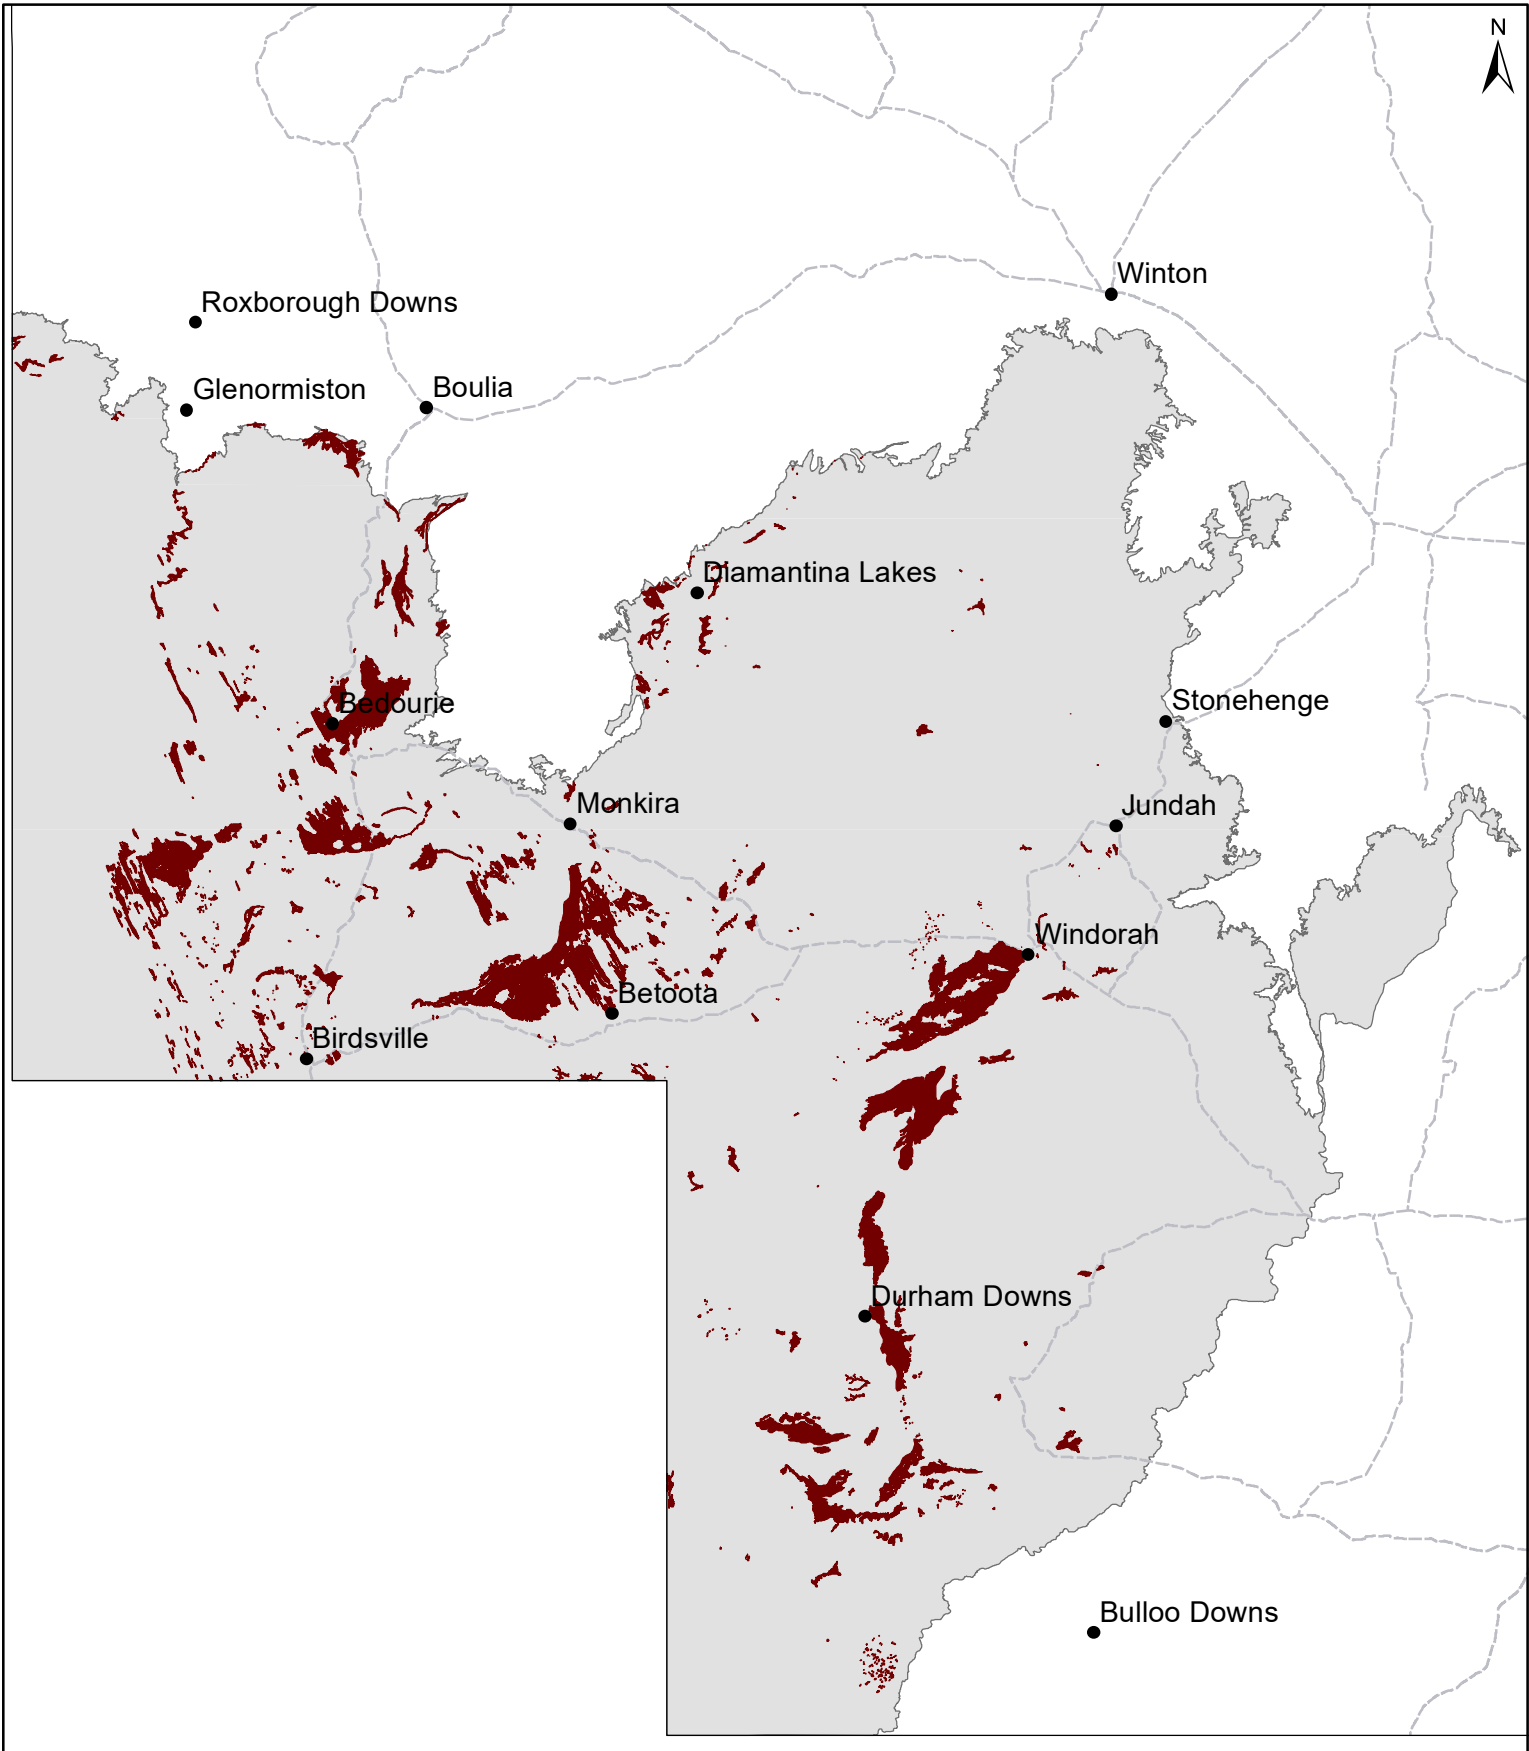 N
Winton
Roxborough Downs
Glenormiston
Boulia
Diamantina Lakes
Bedourie
Stonehenge
Monkira
Jundah
Windorah
Betoota
Birdsville
Durham Downs
Bulloo Downs